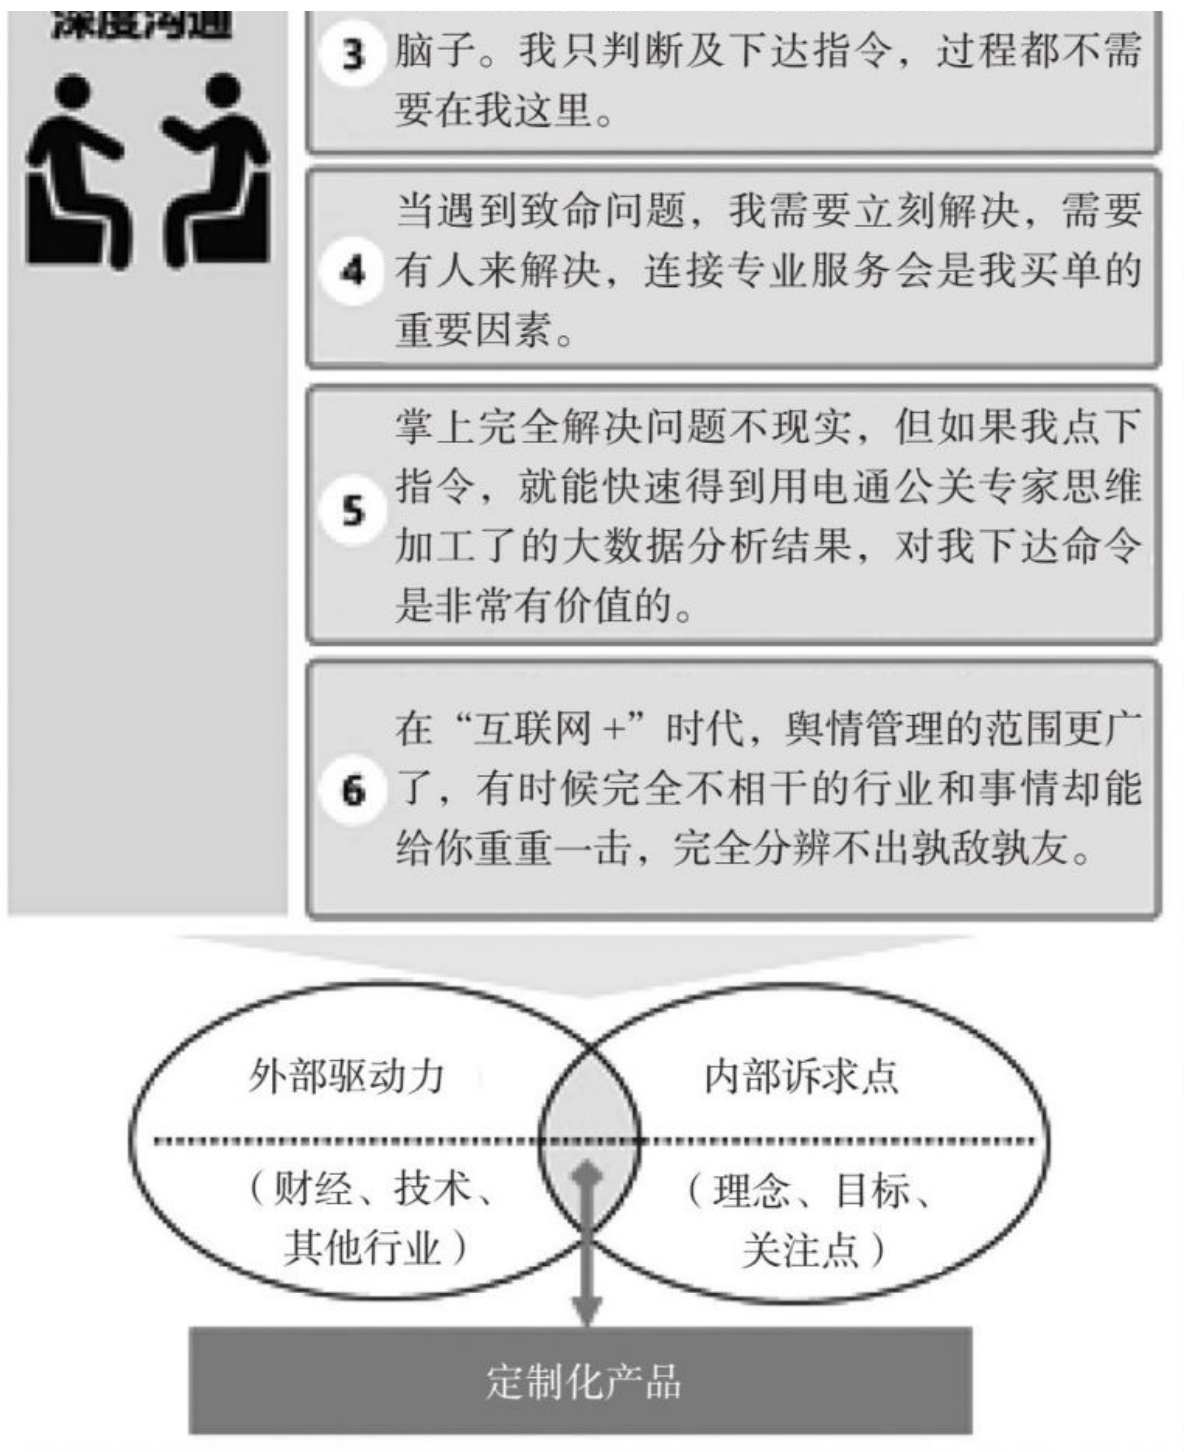 深度沟通
3
脑子。我只判断及下达指令，过程都不需
要在我这里。
4
当遇到致命问题，我需要立刻解决，需要
有人来解决，连接专业服务会是我买单的
重要因素。
5
掌上完全解决问题不现实，但如果我点下
指令，就能快速得到用电通公关专家思维
加工了的大数据分析结果，对我下达命令
是非常有价值的。
6
在“互联网+”时代，舆情管理的范围更广
了，有时候完全不相干的行业和事情却能
给你重重一击，完全分辨不出孰敌孰友。
外部驱动力
（财经、技术、
其他行业）
内部诉求点
（理念、目标、
关注点）
定制化产品